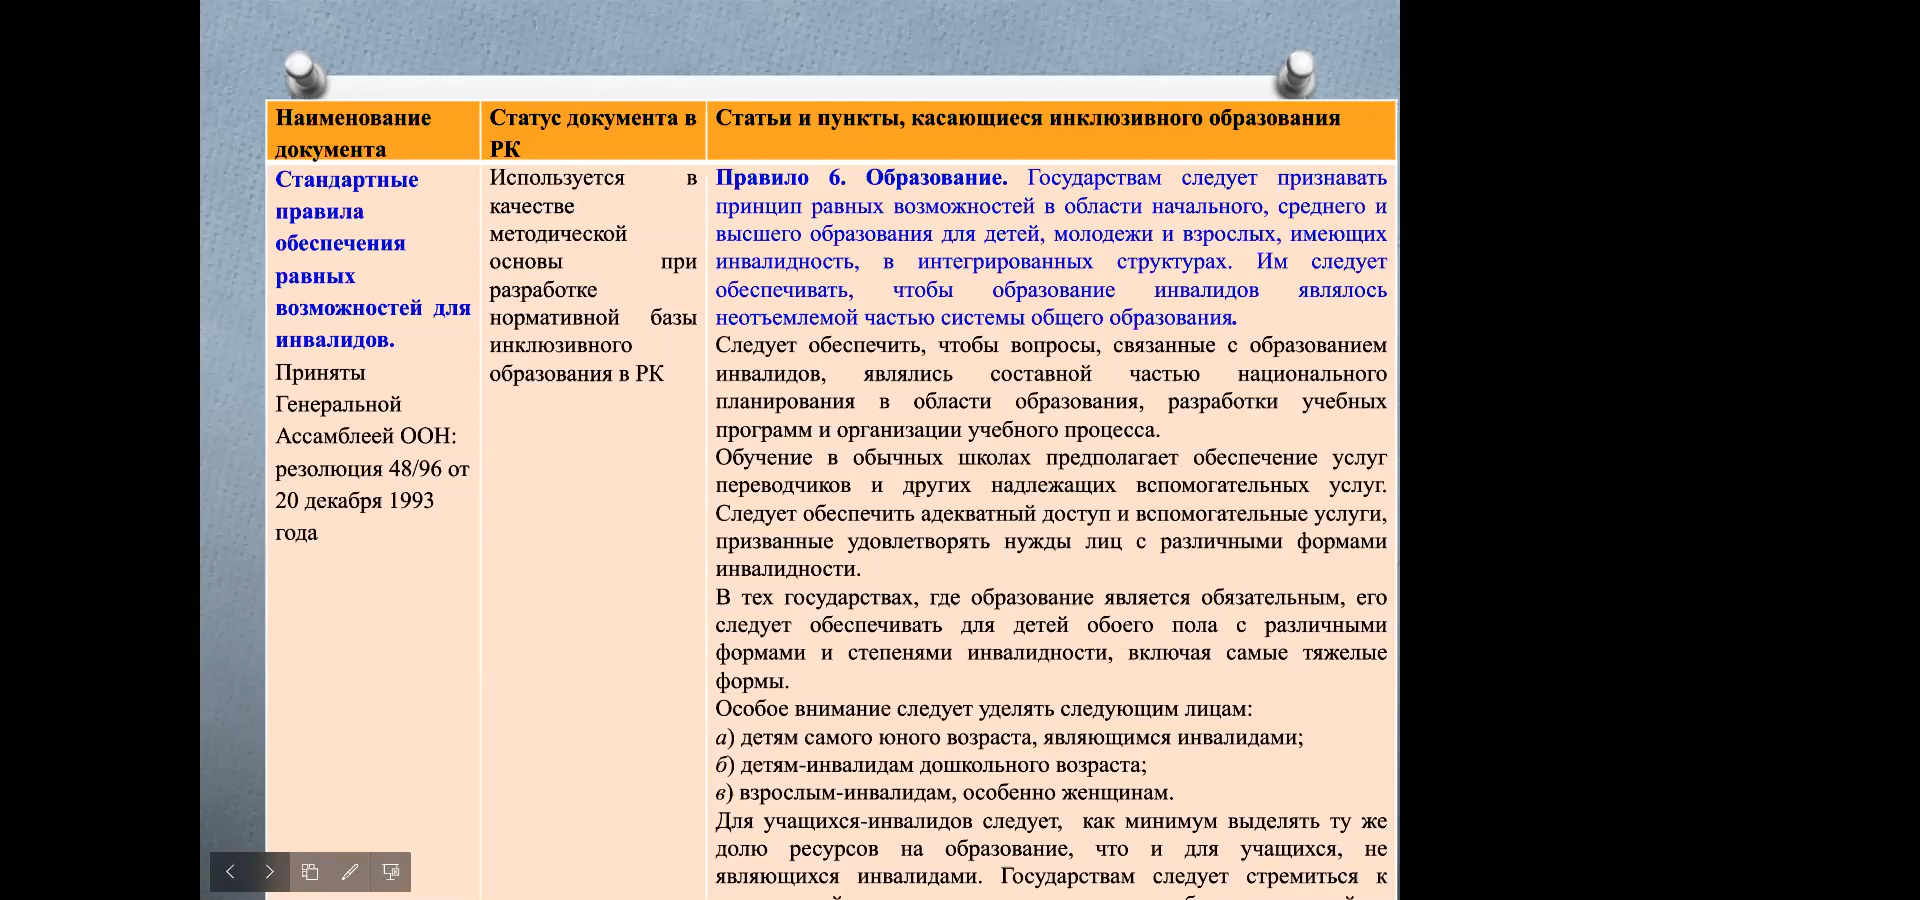 Наименование
документа
Статус документа в
РК
Статьи и пункты, касающиеся инклюзивного образования
Стандартные
правила
обеспечения
равных
возможностей для
инвалидов.
Приняты
Генеральной
Ассамблеей ООН:
резолюция 48/96 от
20 декабря 1993
года
Используется в
качестве
методической
основы при
разработке
нормативной базы
инклюзивного
образования в РК
Правило 6. Образование. Государствам следует признавать
принцип равных возможностей в области начального, среднего и
высшего образования для детей, молодежи и взрослых, имеющих
инвалидность, в интегрированных структурах. Им следует
обеспечивать, чтобы образование инвалидов являлось
неотъемлемой частью системы общего образования.
Следует обеспечить, чтобы вопросы, связанные с образованием
инвалидов, являлись составной частью национального
планирования в области образования, разработки учебных
программ и организации учебного процесса.
Обучение в обычных школах предполагает обеспечение услуг
переводчиков и других надлежащих вспомогательных услуг.
Следует обеспечить адекватный доступ и вспомогательные услуги,
призванные удовлетворять нужды лиц с различными формами
инвалидности.
В тех государствах, где образование является обязательным, его
следует обеспечивать для детей обоего пола с различными
формами и степенями инвалидности, включая самые тяжелые
формы.
Особое внимание следует уделять следующим лицам:
а) детям самого юного возраста, являющимся инвалидами;
б) детям-инвалидам дошкольного возраста;
в) взрослым-инвалидам, особенно женщинам.
Для учащихся-инвалидов следует, как минимум выделять ту же
долю ресурсов на образование, что и для учащихся, не
являющихся инвалидами. Государствам следует стремиться к